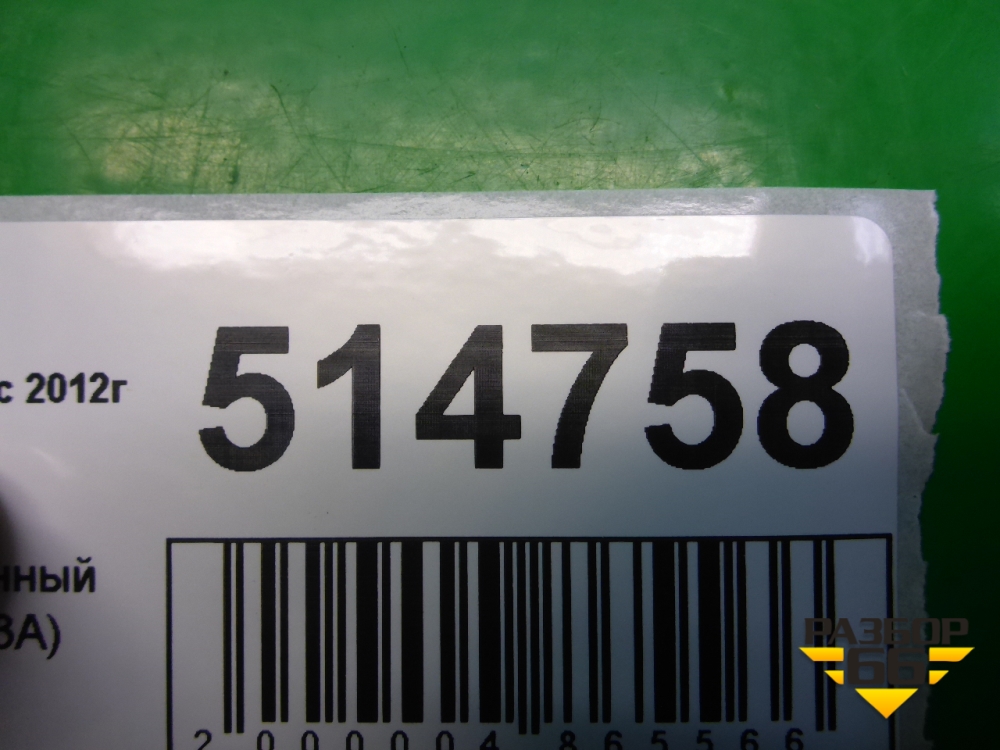 514758
с 2012г
нный
3А)
2 000004 865566
РАЗБОР
66